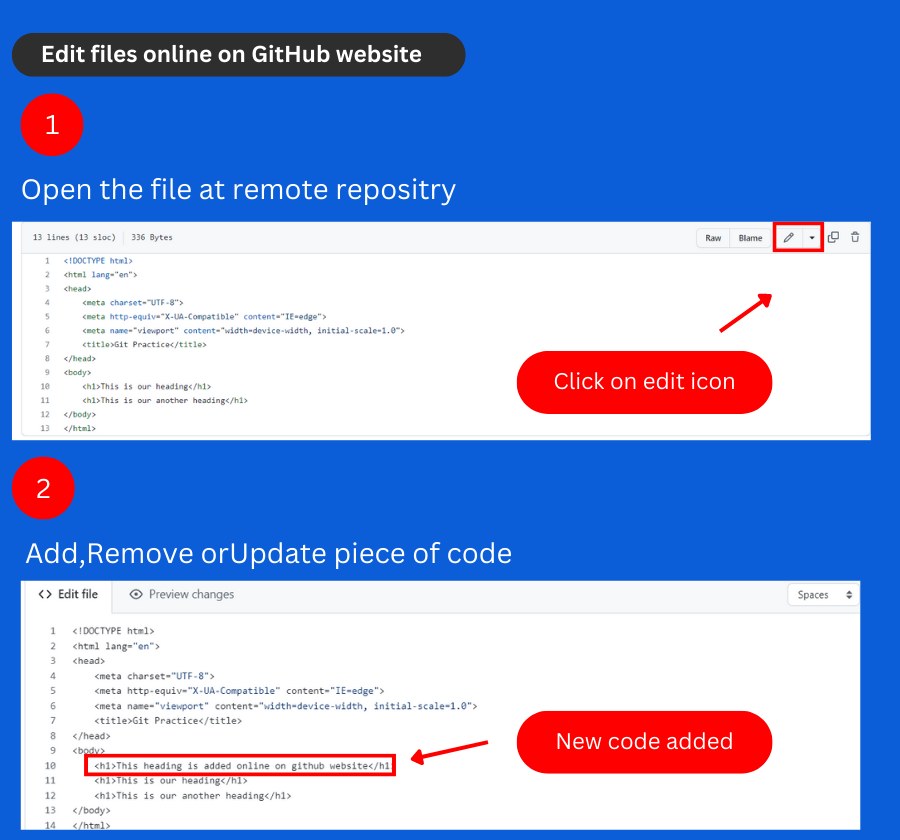 Edit files online on GitHub website
1
Open the file at remote repositry
13 lines (13 sloc) 336 Bytes Raw Blame
1 <!DOCTYPE html>
2 <html lang="en">
3 <head>
4 <meta charset="UTF-8">
5 <meta http-equiv="X-UA-Compatible" content="IE=edge">
6 <meta name="viewport" content="width=device-width, initial-scale=1.0">
7 <title>Git Practice</title>
8 </head>
9 <body>
10 <h1>This is our heading</h1>
11 <h1>This is our another heading</h1>
12 </body>
13 </html>
Click on edit icon
2
Add,Remove orUpdate piece of code
Edit file Preview changes Spaces
1 <!DOCTYPE html>
2 <html lang="en">
3 <head>
4 <meta charset="UTF-8">
5 <meta http-equiv="X-UA-Compatible" content="IE=edge">
6 <meta name="viewport" content="width=device-width, initial-scale=1.0">
7 <title>Git Practice</title>
8 </head>
9 <body>
10 <h1>This heading is added online on github website</h1
11 <h1>This is our heading</h1>
12 <h1>This is our another heading</h1>
13 </body>
14 </html>
New code added